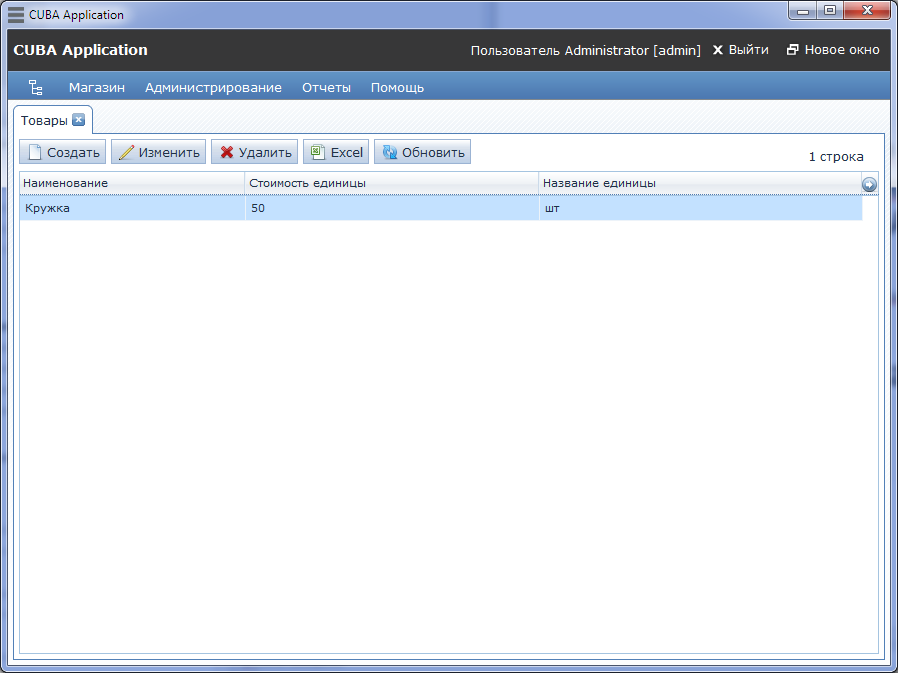 CUBA Application
CUBA Application Пользователь Administrator [admin] Выйти Новое окно
Магазин Администрирование Отчеты Помощь
Товары
Создать Изменить Удалить Excel Обновить 1 строка
Наименование Стоимость единицы Название единицы
Кружка 50 шт